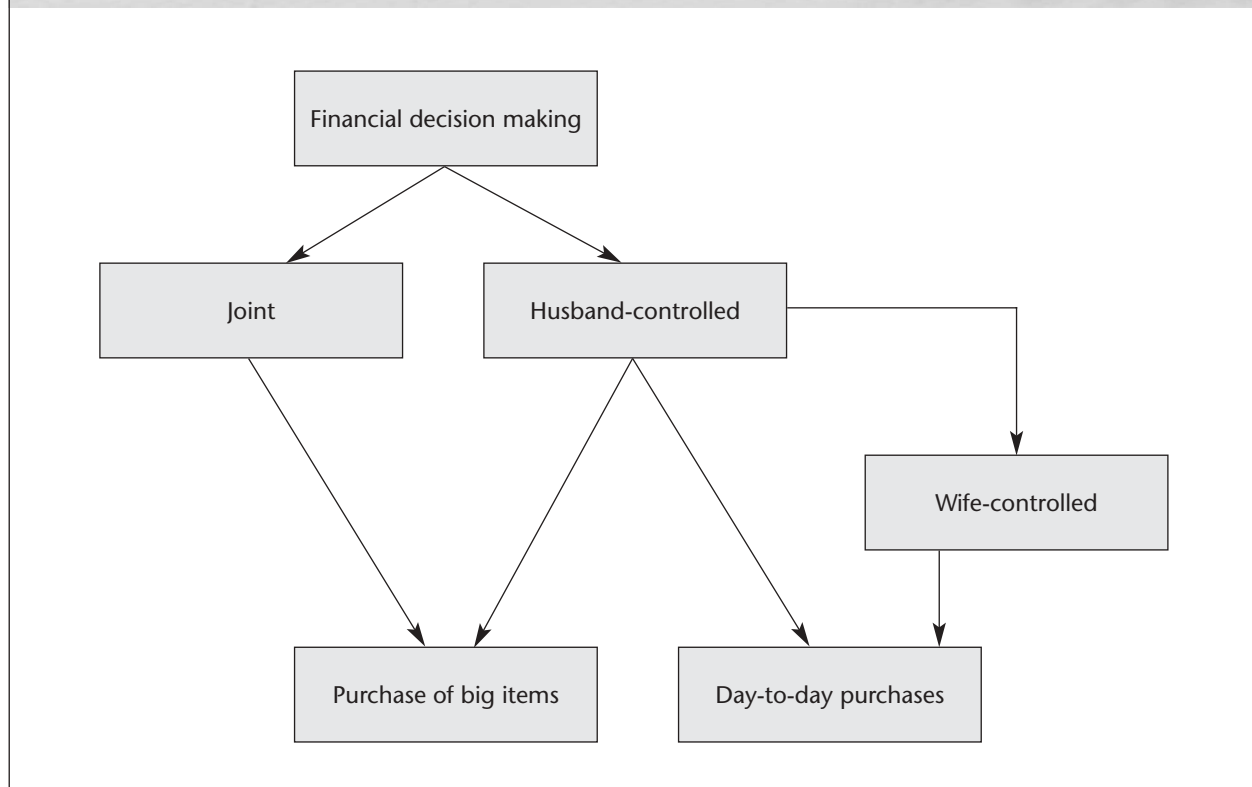 Financial decision making
Joint
Husband-controlled
Wife-controlled
Purchase of big items
Day-to-day purchases